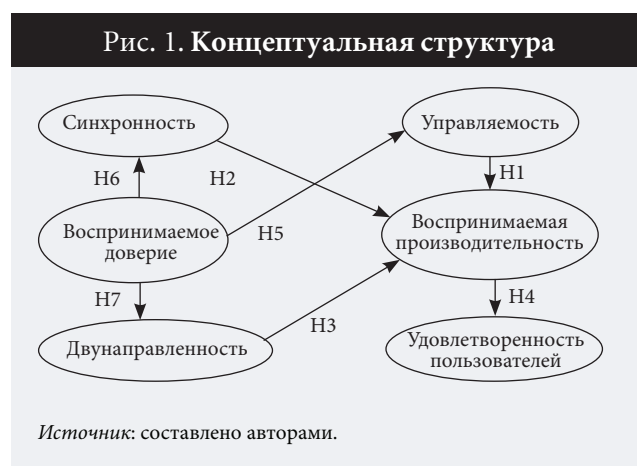 Рис. 1. Концептуальная структура
Синхронность
Управляемость
H6
H2
H1
Воспринимаемое
доверие
H5
Воспринимаемая
производительность
H7
H3
H4
Двунаправленность
Удовлетворенность
пользователей
Источник: составлено авторами.